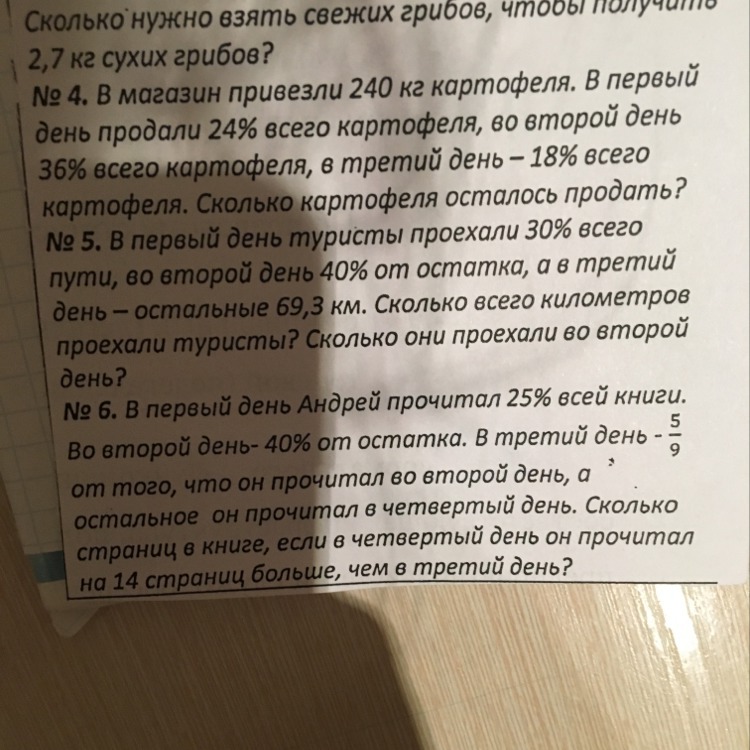 Сколько нужно взять свежих грибов, чтобы получить
2,7 кг сухих грибов?
№ 4. В магазин привезли 240 кг картофеля. В первый
день продали 24% всего картофеля, во второй день
36% всего картофеля, в третий день – 18% всего
картофеля. Сколько картофеля осталось продать?
№ 5. В первый день туристы проехали 30% всего
пути, во второй день 40% от остатка, а в третий
день – остальные 69,3 км. Сколько всего километров
проехали туристы? Сколько они проехали во второй
день?
№ 6. В первый день Андрей прочитал 25% всей книги.
Во второй день- 40% от остатка. В третий день - 5/9
от того, что он прочитал во второй день, а
остальное он прочитал в четвертый день. Сколько
страниц в книге, если в четвертый день он прочитал
на 14 страниц больше, чем в третий день?